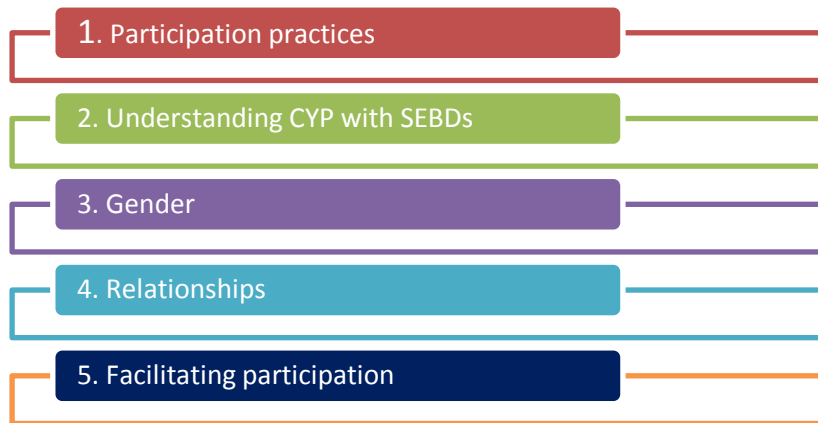 1. Participation practices
2. Understanding CYP with SEBDs
3. Gender
4. Relationships
5. Facilitating participation